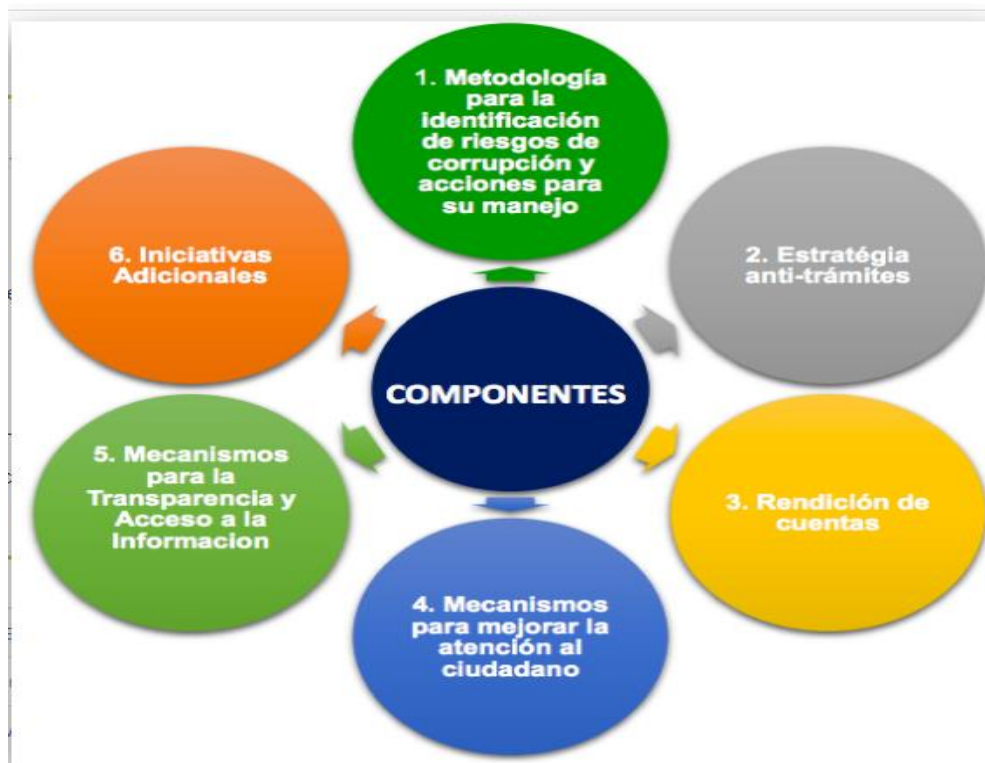 1. Metodología
para la
identificación
de riesgos de
corrupción y
acciones para
su manejo
2. Estratégia
anti-trámites
3. Rendición de
cuentas
4. Mecanismos
para mejorar la
atención al
ciudadano
5. Mecanismos
para la
Transparencia y
Acceso a la
Informacion
6. Iniciativas
Adicionales
COMPONENTES